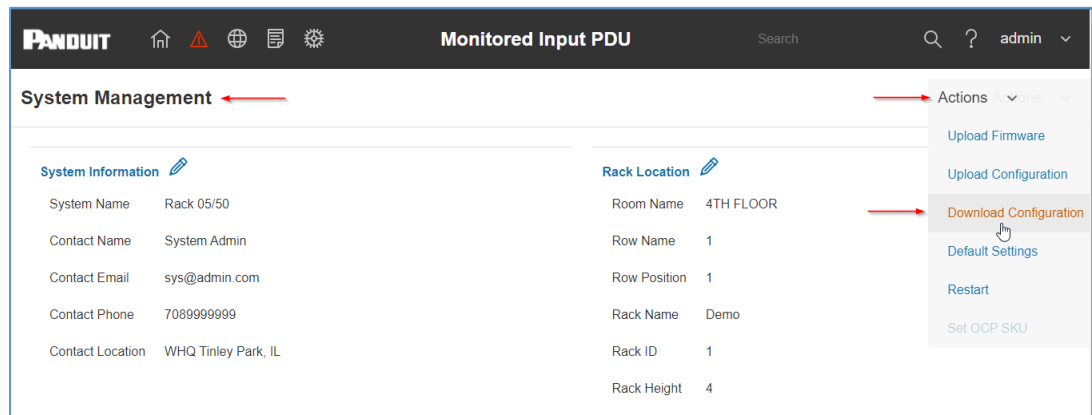 PANDUIT Monitored Input PDU Search ? admin
System Management Actions
Upload Firmware
System Information Rack Location
Upload Configuration
System Name Rack 05/50 Room Name 4TH FLOOR
Download Configuration
Contact Name System Admin Row Name 1
Default Settings
Contact Email sys@admin.com Row Position 1
Restart
Contact Phone 7089999999 Rack Name Demo
Set OCP SKU
Contact Location WHQ Tinley Park, IL Rack ID 1
Rack Height 4